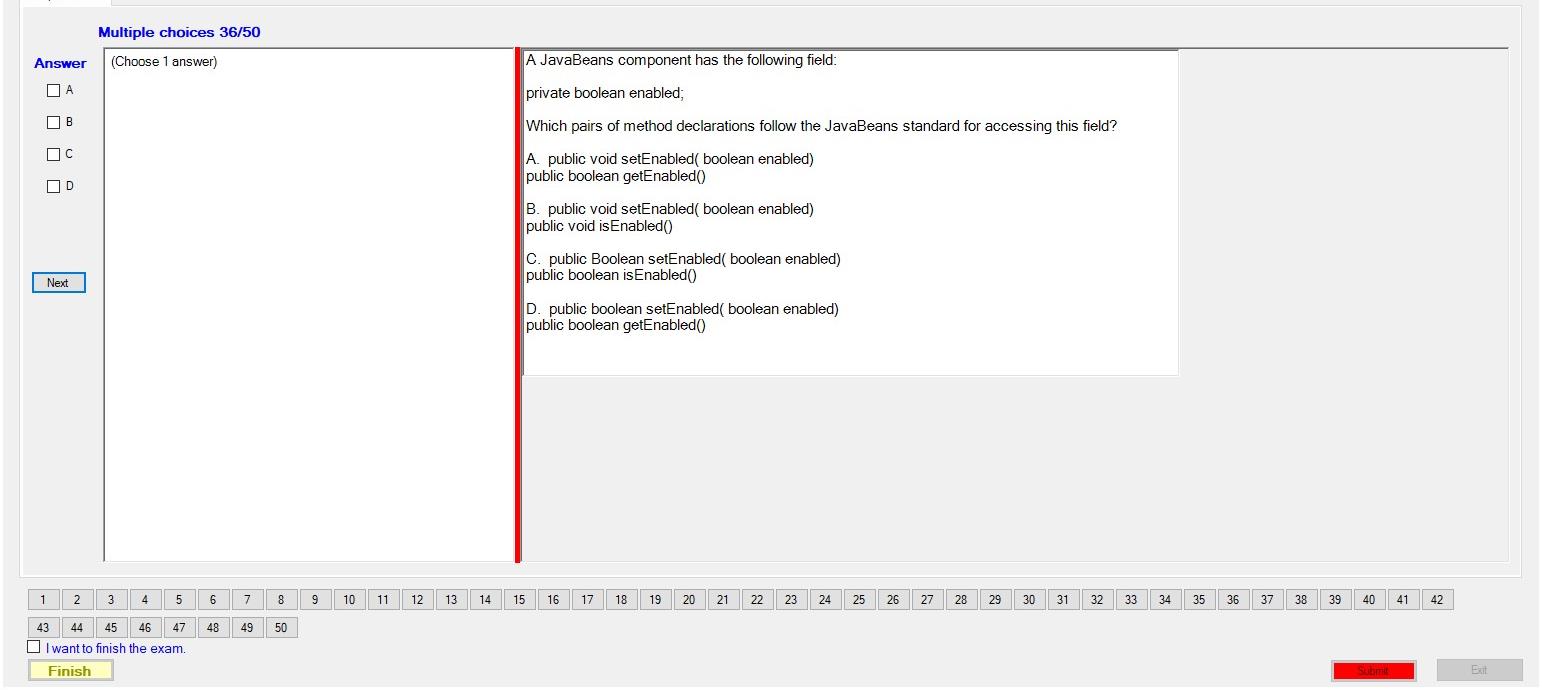 Multiple choices 36/50
Answer
A
B
C
D
Next
(Choose 1 answer)
A JavaBeans component has the following field:
private boolean enabled;
Which pairs of method declarations follow the JavaBeans standard for accessing this field?
A. public void setEnabled( boolean enabled)
public boolean getEnabled()
B. public void setEnabled( boolean enabled)
public void isEnabled()
C. public Boolean setEnabled( boolean enabled)
public boolean isEnabled()
D. public boolean setEnabled( boolean enabled)
public boolean getEnabled()
1 2 3 4 5 6 7 8 9 10 11 12 13 14 15 16 17 18 19 20 21 22 23 24 25 26 27 28 29 30 31 32 33 34 35 36 37 38 39 40 41 42
43 44 45 46 47 48 49 50
I want to finish the exam.
Finish
Submit
Exit